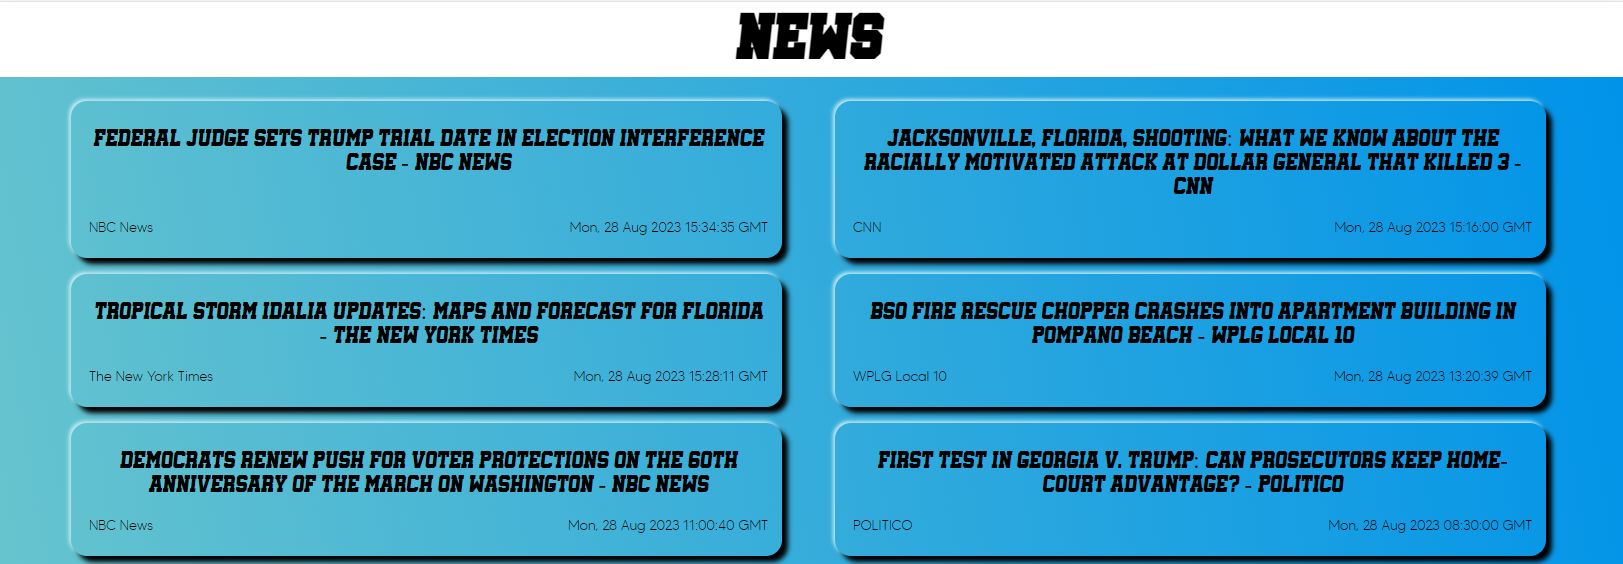 NEWS
FEDERAL JUDGE SETS TRUMP TRIAL DATE IN ELECTION INTERFERENCE
CASE - NBC NEWS
NBC News
Mon, 28 Aug 2023 15:34:35 GMT
JACKSONVILLE, FLORIDA, SHOOTING: WHAT WE KNOW ABOUT THE
RACIALLY MOTIVATED ATTACK AT DOLLAR GENERAL THAT KILLED 3 -
CNN
CNN
Mon, 28 Aug 2023 15:16:00 GMT
TROPICAL STORM IDALIA UPDATES: MAPS AND FORECAST FOR FLORIDA
- THE NEW YORK TIMES
The New York Times
Mon, 28 Aug 2023 15:28:11 GMT
BSO FIRE RESCUE CHOPPER CRASHES INTO APARTMENT BUILDING IN
POMPANO BEACH - WPLG LOCAL 10
WPLG Local 10
Mon, 28 Aug 2023 13:20:39 GMT
DEMOCRATS RENEW PUSH FOR VOTER PROTECTIONS ON THE 60TH
ANNIVERSARY OF THE MARCH ON WASHINGTON - NBC NEWS
NBC News
Mon, 28 Aug 2023 11:00:40 GMT
FIRST TEST IN GEORGIA V. TRUMP: CAN PROSECUTORS KEEP HOME-
COURT ADVANTAGE? - POLITICO
POLITICO
Mon, 28 Aug 2023 08:30:00 GMT